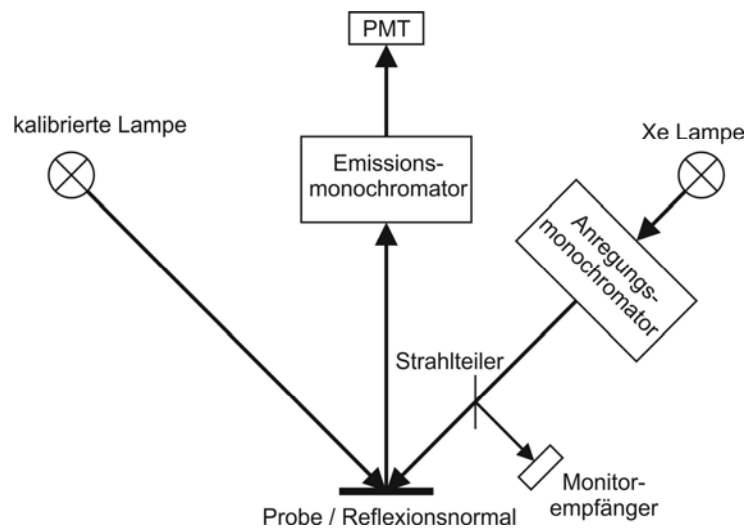 PMT
kalibrierte Lampe
Xe Lampe
Emissions-
monochromator
Anregungs-
monochromator
Strahlteiler
Monitor-
empfänger
Probe / Reflexionsnormal